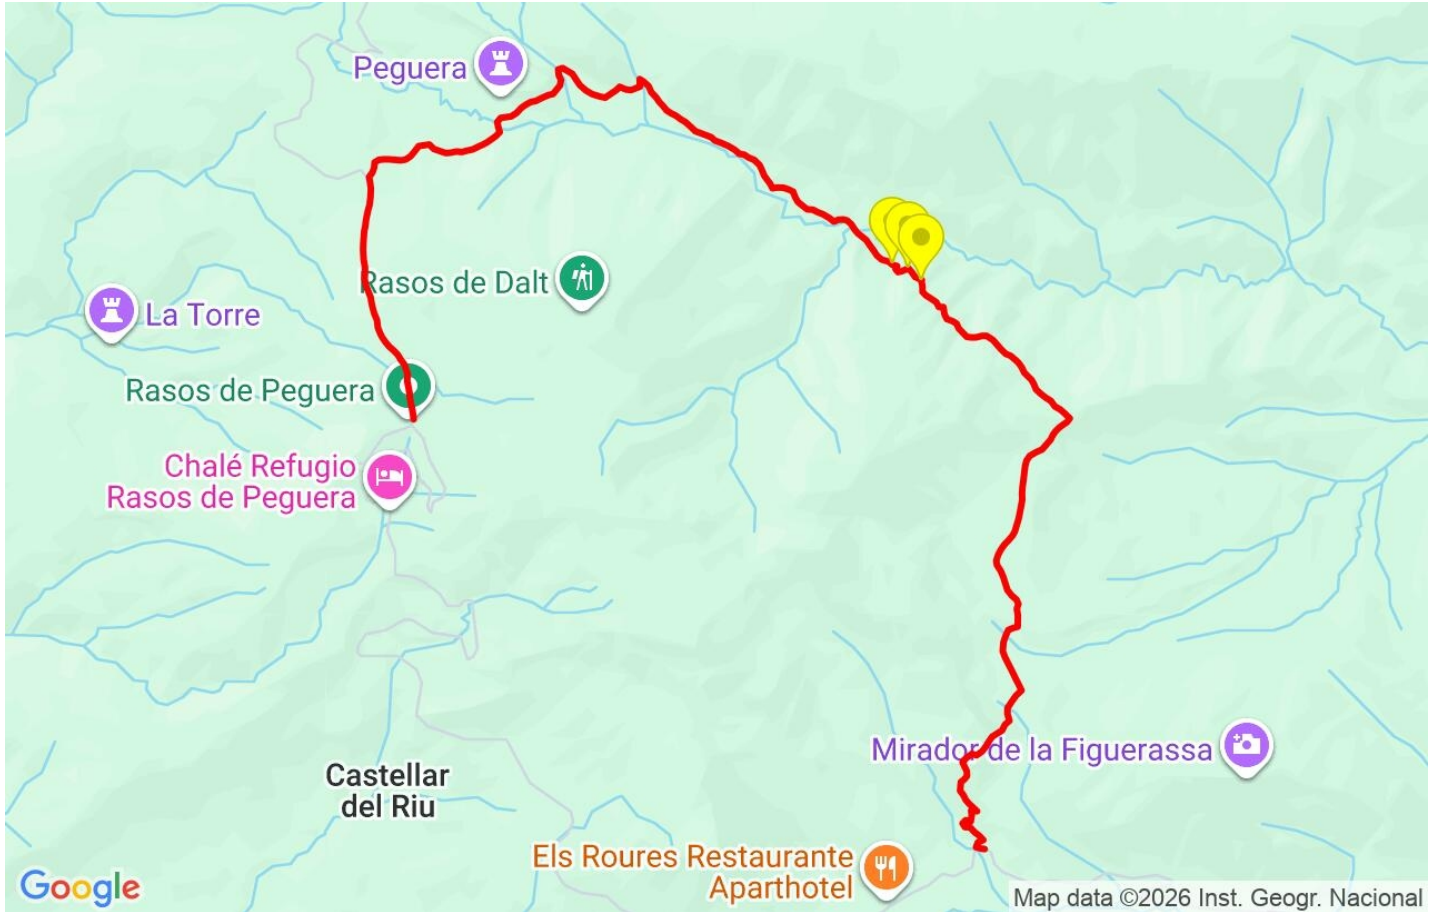 Peguera
Rasos de Dalt
La Torre
Rasos de Peguera
Chalé Refugio
Rasos de Peguera
Mirador de la Figuerassa
Castellar
del Riu
Els Roures Restaurante
Aparthotel
Google
Map data ©2026 Inst. Geogr. Nacional